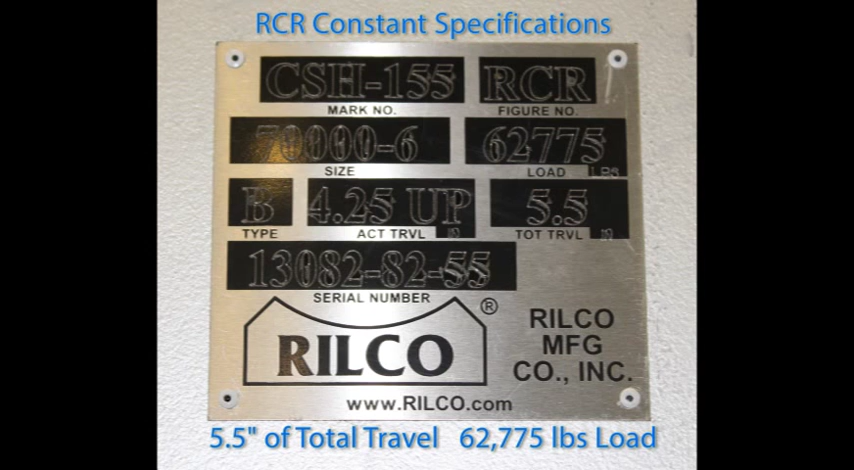 RCR Constant Specifications
CSH-155 RCR
MARK NO. FIGURE NO.
70000-6 62775
SIZE LOAD LBS
B 4.25 UP 5.5
TYPE ACT TRVL TOT TRVL
13082-82-55
SERIAL NUMBER
RILCO ®
RILCO
MFG
CO., INC.
www.RILCO.com
5.5" of Total Travel 62,775 lbs Load